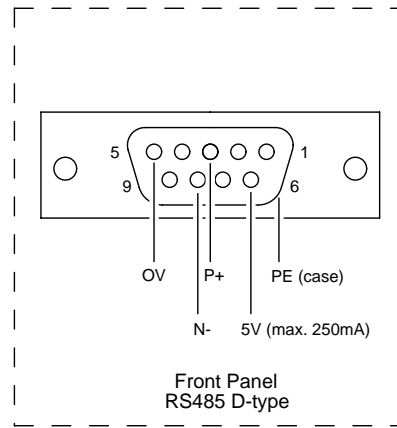 5 1
9 6
OV P+ PE (case)
N- 5V (max. 250mA)
Front Panel
RS485 D-type